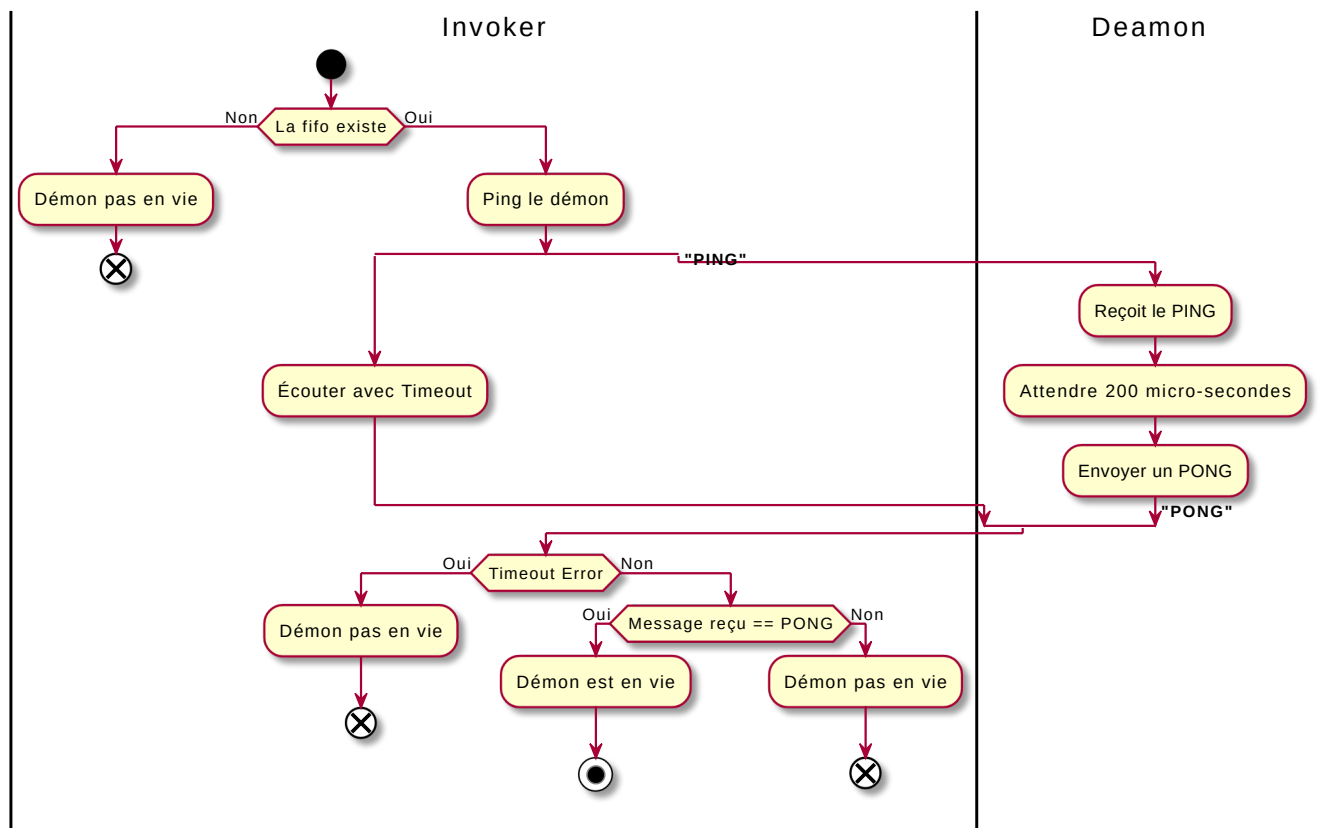 Invoker
Deamon
La fifo existe
Non
Oui
Démon pas en vie
Ping le démon
"PING"
Reçoit le PING
Écouter avec Timeout
Attendre 200 micro-secondes
Envoyer un PONG
"PONG"
Timeout Error
Oui
Non
Démon pas en vie
Message reçu == PONG
Oui
Non
Démon est en vie
Démon pas en vie